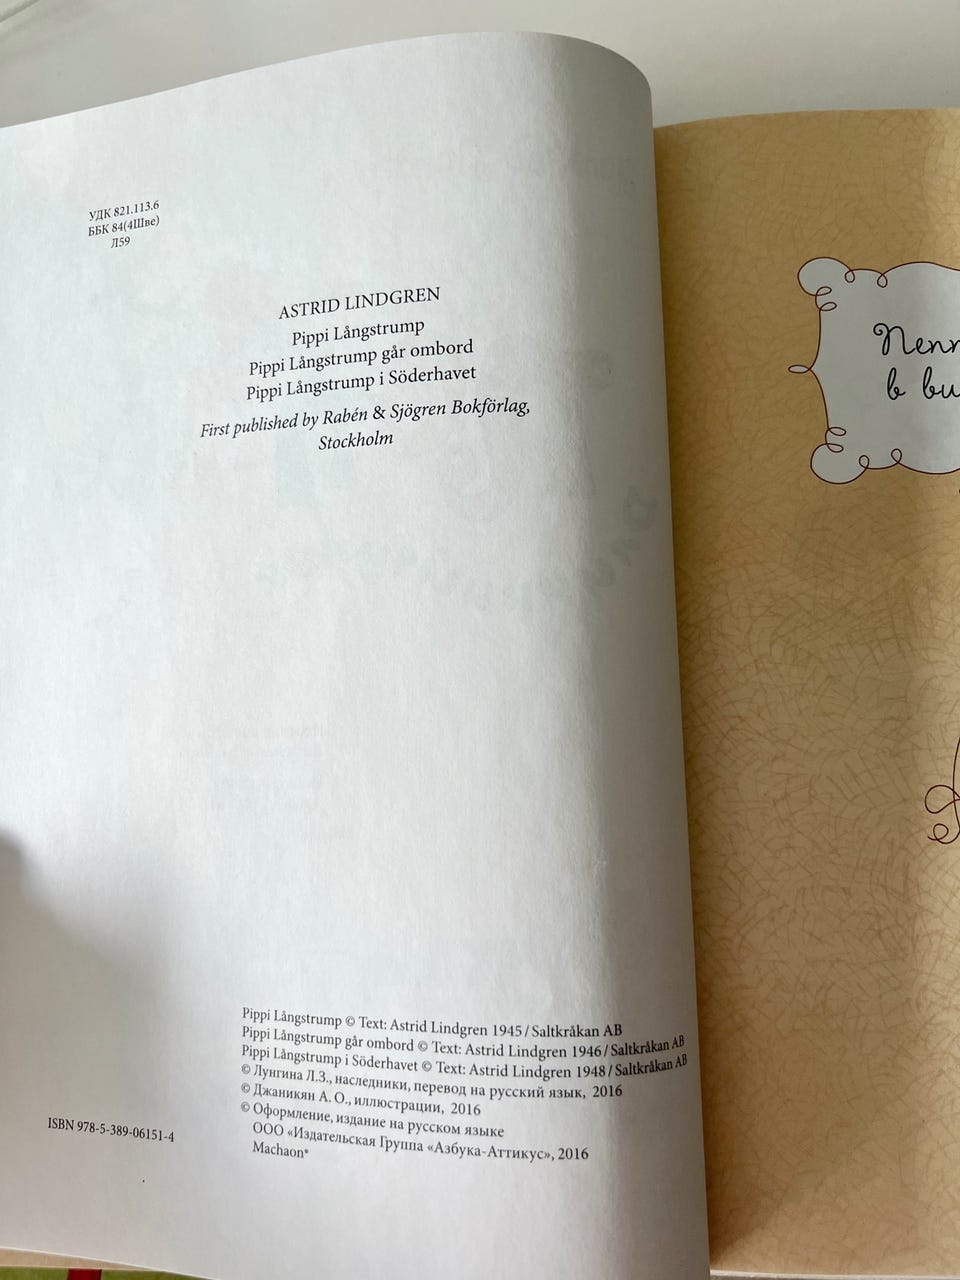 УДК 821.113.6
ББК 84(4Шве)
Л59
ASTRID LINDGREN
Pippi Långstrump
Pippi Långstrump går ombord
Pippi Långstrump i Söderhavet
First published by Rabén & Sjögren Bokförlag,
Stockholm
Pippi Långstrump © Text: Astrid Lindgren 1945 / Saltkråkan AB
Pippi Långstrump går ombord © Text: Astrid Lindgren 1946 / Saltkråkan AB
Pippi Långstrump i Söderhavet © Text: Astrid Lindgren 1948 / Saltkråkan AB
© Лунгина Л.З., наследники, перевод на русский язык, 2016
© Джаникян А. О., иллюстрации, 2016
© Оформление, издание на русском языке
ООО «Издательская Группа «Азбука-Аттикус», 2016
Machaon®
ISBN 978-5-389-06151-4
в